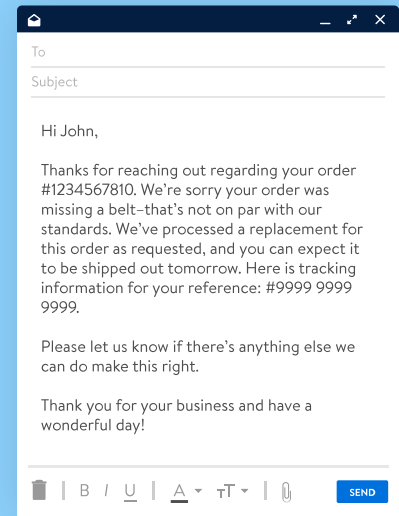 To
Subject
Hi John,
Thanks for reaching out regarding your order
#1234567810. We're sorry your order was
missing a belt–that's not on par with our
standards. We've processed a replacement for
this order as requested, and you can expect it
to be shipped out tomorrow. Here is tracking
information for your reference: #9999 9999
9999.
Please let us know if there's anything else we
can do make this right.
Thank you for your business and have a
wonderful day!
B I U A TT SEND